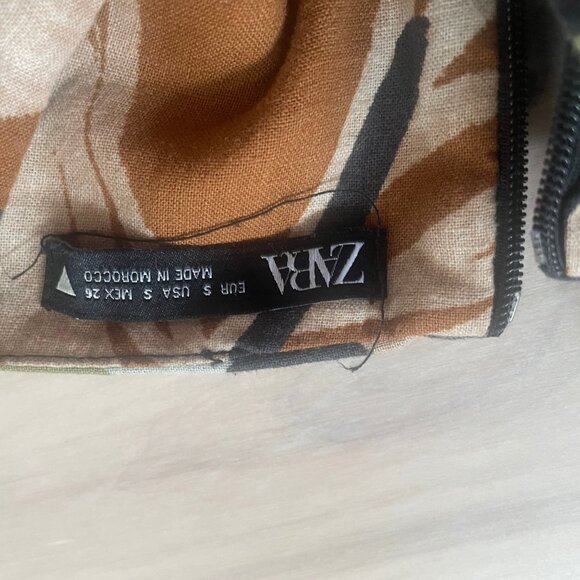 ZARA
EUR S USA S MEX 26
MADE IN MOROCCO